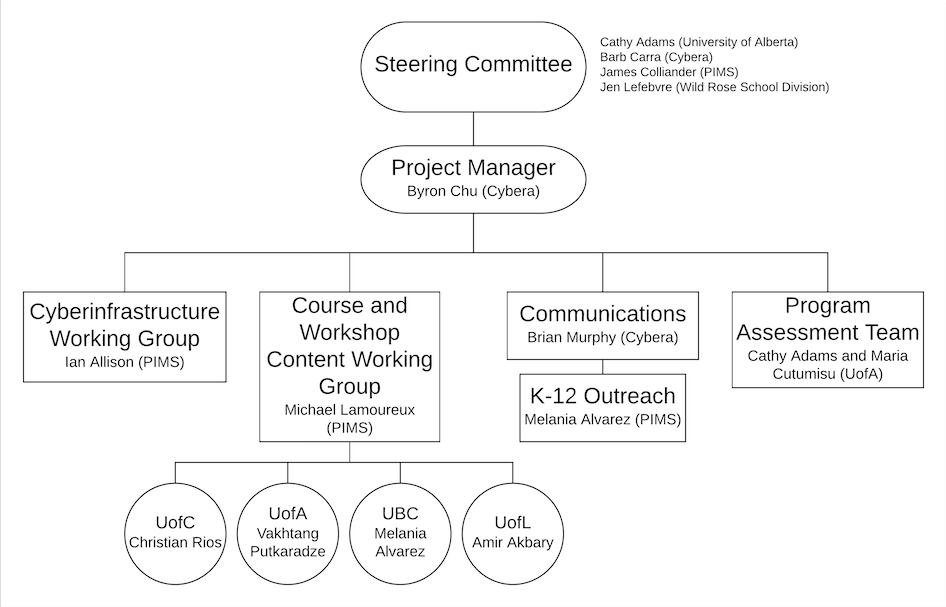 Steering Committee
Cathy Adams (University of Alberta)
Barb Carra (Cybera)
James Colliander (PIMS)
Jen Lefebvre (Wild Rose School Division)
Project Manager
Byron Chu (Cybera)
Cyberinfrastructure
Working Group
Ian Allison (PIMS)
Course and
Workshop
Content Working
Group
Michael Lamoureux
(PIMS)
Communications
Brian Murphy (Cybera)
K-12 Outreach
Melania Alvarez (PIMS)
Program
Assessment Team
Cathy Adams and Maria
Cutumisu (UofA)
UofC
Christian Rios
UofA
Vakhtang
Putkaradze
UBC
Melania
Alvarez
UofL
Amir Akbary